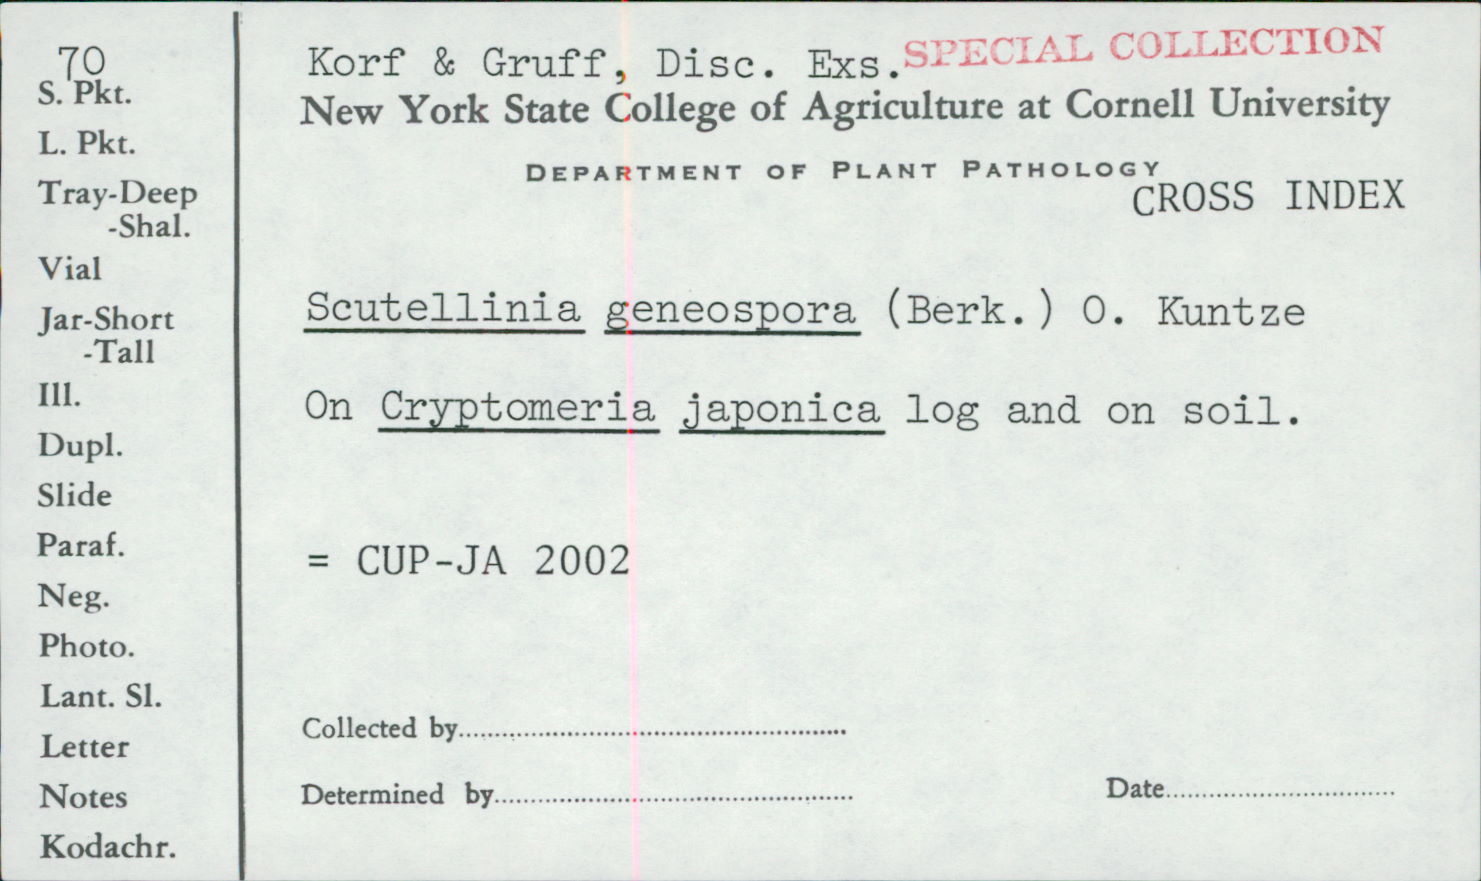 70
S. Pkt.
L. Pkt.
Tray-Deep
-Shal.
Vial
Jar-Short
-Tall
Ill.
Dupl.
Slide
Paraf.
Neg.
Photo.
Lant. Sl.
Letter
Notes
Kodachr.
Korf & Gruff, Disc. Exs. SPECIAL COLLECTION
New York State College of Agriculture at Cornell University
DEPARTMENT OF PLANT PATHOLOGY
CROSS INDEX
Scutellinia geneospora (Berk.) O. Kuntze
On Cryptomeria japonica log and on soil.
= CUP-JA 2002
Collected by
Determined by
Date